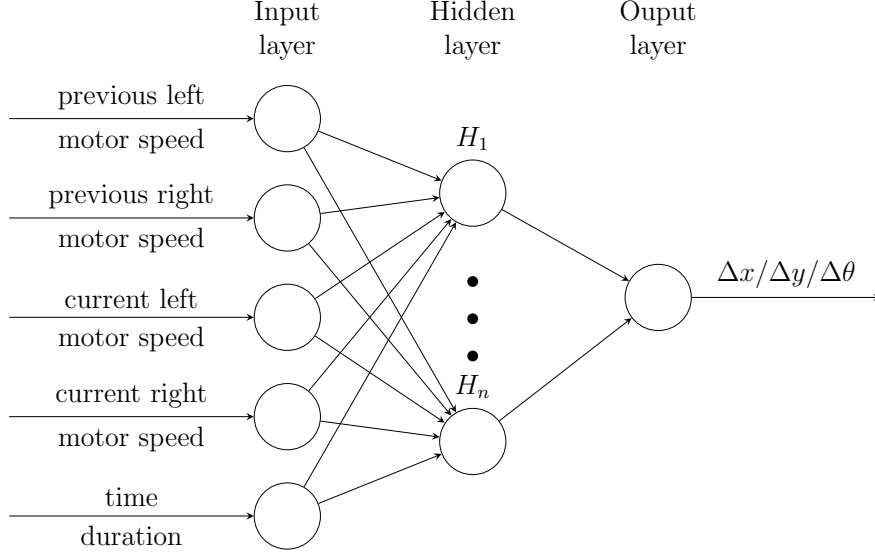 Input
layer
Hidden
layer
Ouput
layer
previous left
motor speed
previous right
motor speed
current left
motor speed
current right
motor speed
time
duration
H₁
Hₙ
Δx/Δy/Δθ